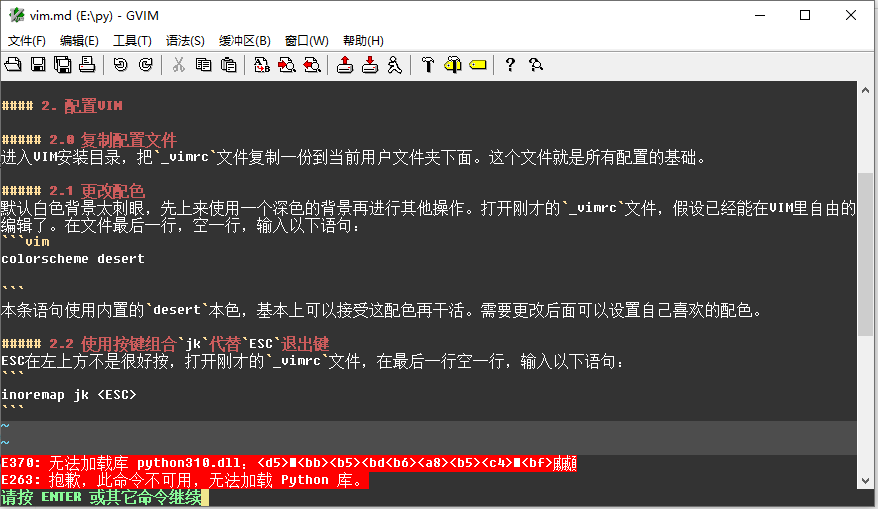 vim.md (E:\py) - GVIM
文件(F) 编辑(E) 工具(T) 语法(S) 缓冲区(B) 窗口(W) 帮助(H)
#### 2. 配置VIM
##### 2.0 复制配置文件
进入VIM安装目录，把`_vimrc`文件复制一份到当前用户文件夹下面。这个文件就是所有配置的基础。
##### 2.1 更改配色
默认白色背景太刺眼，先上来使用一个深色的背景再进行其他操作。打开刚才的`_vimrc`文件，假设已经能在VIM里自由的
编辑了。在文件最后一行，空一行，输入以下语句：
```vim
colorscheme desert
```
本条语句使用内置的`desert`本色，基本上可以接受这配色再干活。需要更改后面可以设置自己喜欢的配色。
##### 2.2 使用按键组合`jk`代替`ESC`退出键
ESC在左上方不是很好按，打开刚才的`_vimrc`文件，在最后一行空一行，输入以下语句：
```
inoremap jk <ESC>
```
~
~
E370: 无法加载库 python310.dll: <d5>■<bb><b5><bd><b6><a8><b5><c4>■<bf>
E263: 抱歉，此命令不可用，无法加载 Python 库。
请按 ENTER 或其它命令继续